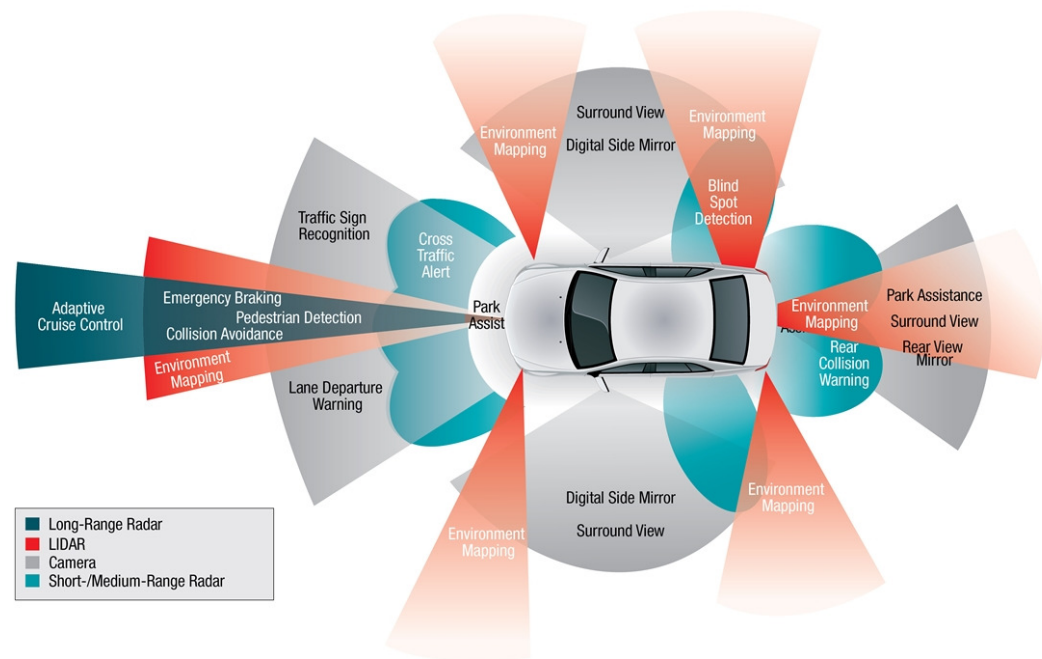 Surround View
Digital Side Mirror
Environment
Mapping
Environment
Mapping
Blind
Spot
Detection
Traffic Sign
Recognition
Cross
Traffic
Alert
Adaptive
Cruise Control
Emergency Braking
Pedestrian Detection
Collision Avoidance
Environment
Mapping
Lane Departure
Warning
Park
Assist
Environment
Mapping
Park Assistance
Surround View
Rear View
Mirror
Rear
Collision
Warning
Digital Side Mirror
Surround View
Environment
Mapping
Environment
Mapping
Long-Range Radar
LIDAR
Camera
Short-/Medium-Range Radar